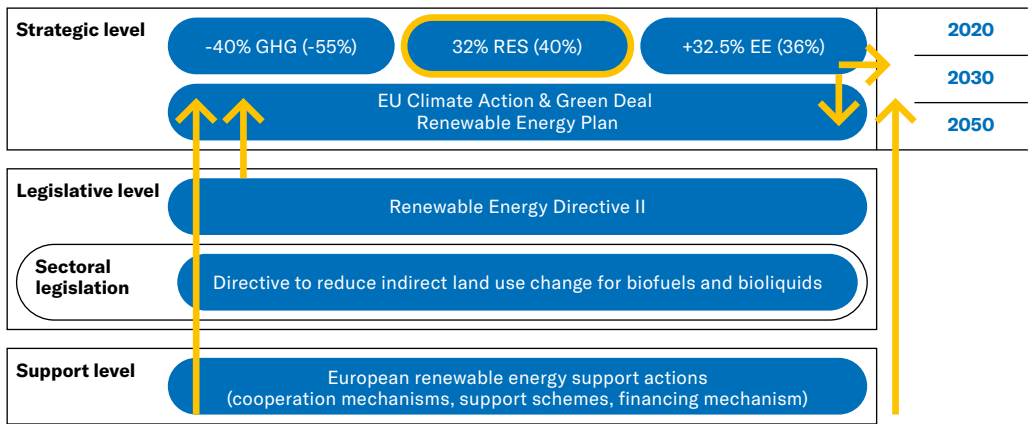 Strategic level
-40% GHG (-55%)
32% RES (40%)
+32.5% EE (36%)
2020
2030
2050
EU Climate Action & Green Deal
Renewable Energy Plan
Legislative level
Renewable Energy Directive II
Sectoral
legislation
Directive to reduce indirect land use change for biofuels and bioliquids
Support level
European renewable energy support actions
(cooperation mechanisms, support schemes, financing mechanism)